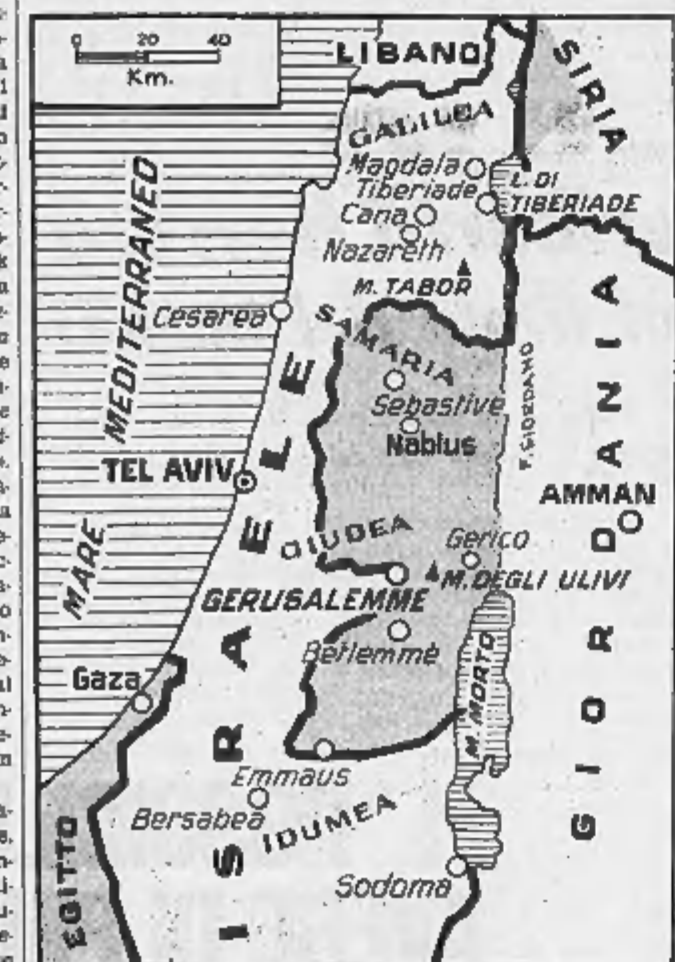 0 20 40
Km.
LIBANO
SIRIA
GALILEA
Magdala
Tiberiade
L. DI
TIBERIADE
Cana
Nazareth
M. TABOR
MARE MEDITERRANEO
Cesarea
SAMARIA
Sebastive
Nablus
F. GIORDANO
TEL AVIV
ISRAELE
AMMAN
GIORDANIA
GIUDEA
Gerico
M. DEGLI ULIVI
GERUSALEMME
Betlemme
M. MORTO
Gaza
Emmaus
Bersabea
IDUMEA
Sodoma
EGITTO